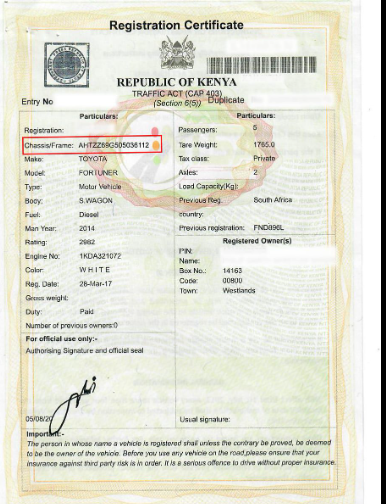 Registration Certificate
REPUBLIC OF KENYA
TRAFFIC ACT (CAP 403)
Entry No (Section 6(5)) Duplicate
Particulars:
Registration:
Chassis/Frame: AHTZZ69G505036112
Make: TOYOTA
Model: FORTUNER
Type: Motor Vehicle
Body: S.WAGON
Fuel: Diesel
Man Year: 2014
Rating: 2982
Engine No: 1KDA321072
Color: WHITE
Reg. Date: 28-Mar-17
Gross weight:
Duty: Paid
Number of previous owners:0
Particulars:
Passengers: 5
Tare Weight: 1765.0
Tax class: Private
Axles: 2
Load Capacity(Kg):
Previous Reg. South Africa
country:
Previous registration: FND896L
Registered Owner(s)
PIN:
Name:
Box No.: 14163
Code: 00800
Town: Westlands
For official use only:-
Authorising Signature and official seal
05/08/20
Usual signature:
Important:-
The person in whose name a vehicle is registered shall unless the contrary be proved, be deemed
to be the owner of the vehicle. Before you use any vehicle on the road,please ensure that your
insurance against third party risk is in order. It is a serious offence to drive without proper insurance.